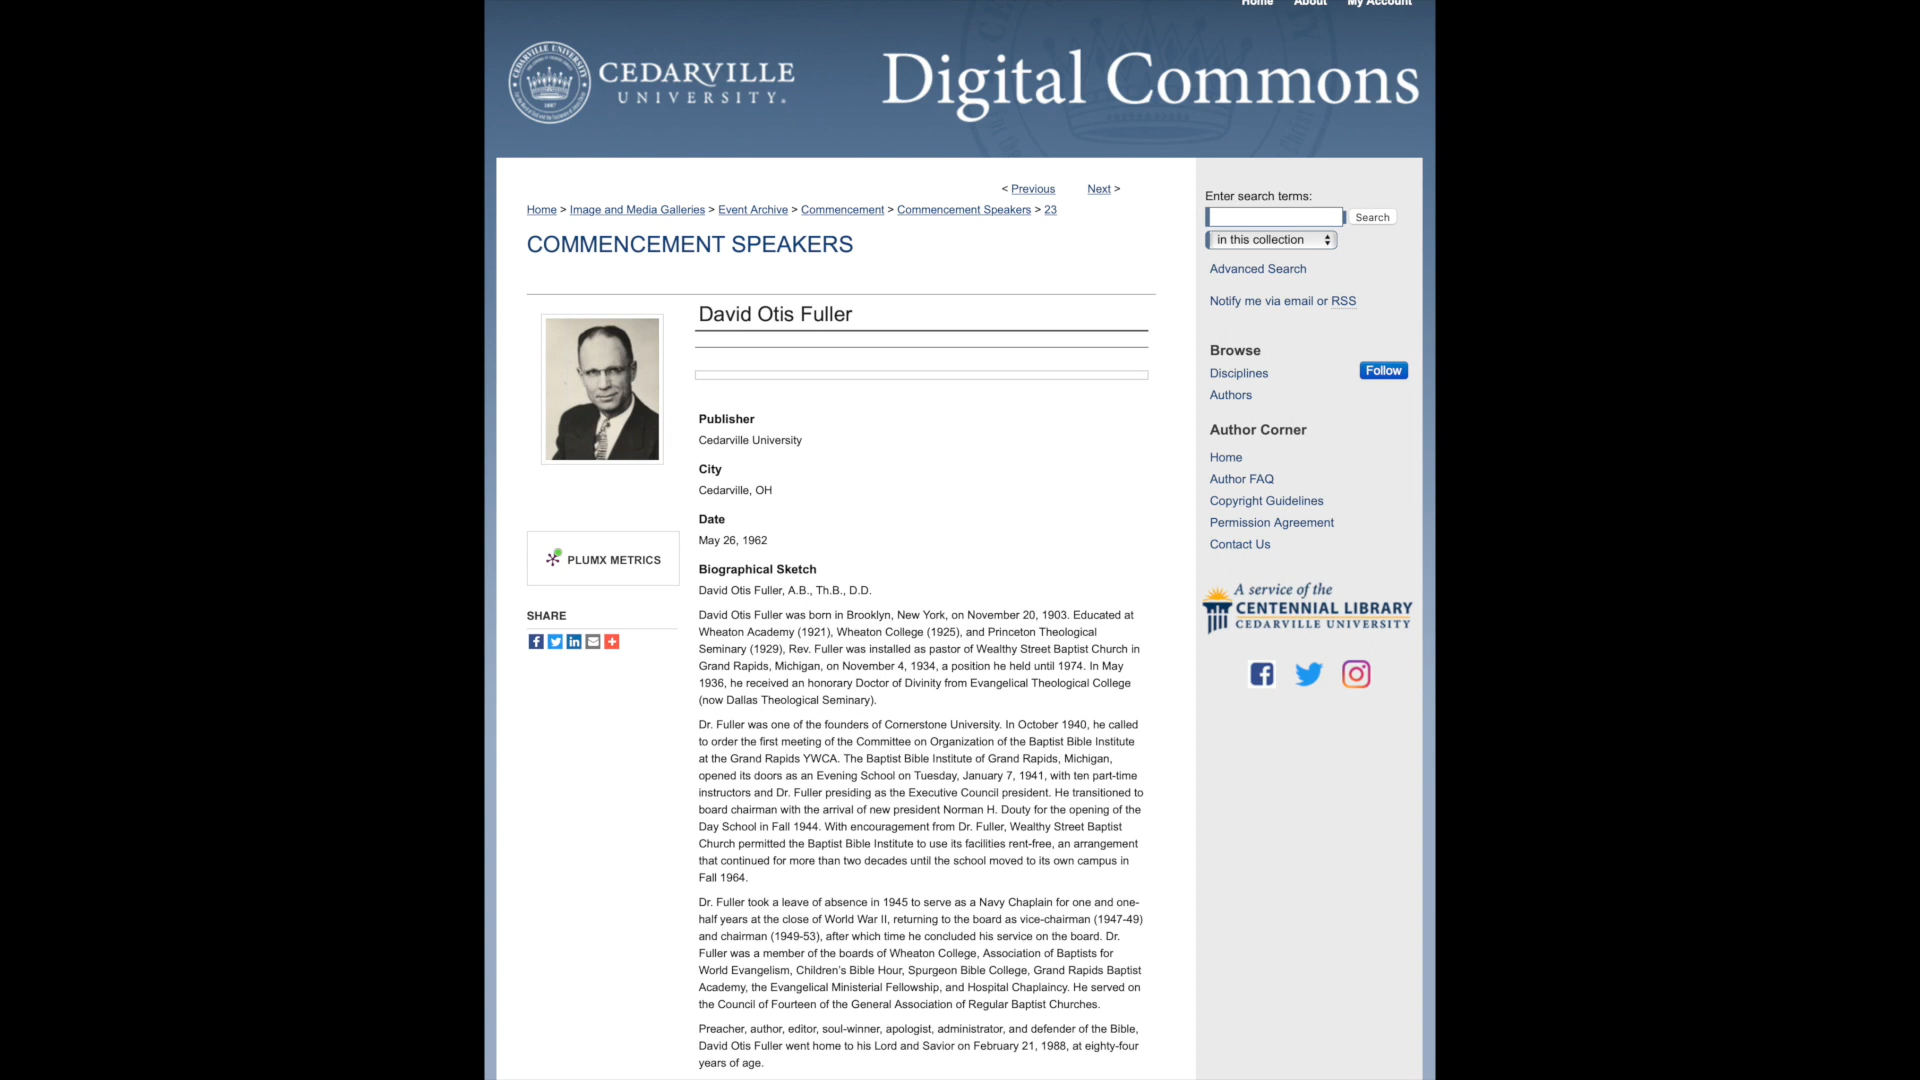 Home About My Account
CEDARVILLE
UNIVERSITY.
Digital Commons
< Previous Next >
Home > Image and Media Galleries > Event Archive > Commencement > Commencement Speakers > 23
COMMENCEMENT SPEAKERS
David Otis Fuller
Publisher
Cedarville University
City
Cedarville, OH
Date
May 26, 1962
Biographical Sketch
David Otis Fuller, A.B., Th.B., D.D.
David Otis Fuller was born in Brooklyn, New York, on November 20, 1903. Educated at
Wheaton Academy (1921), Wheaton College (1925), and Princeton Theological
Seminary (1929), Rev. Fuller was installed as pastor of Wealthy Street Baptist Church in
Grand Rapids, Michigan, on November 4, 1934, a position he held until 1974. In May
1936, he received an honorary Doctor of Divinity from Evangelical Theological College
(now Dallas Theological Seminary).
Dr. Fuller was one of the founders of Cornerstone University. In October 1940, he called
to order the first meeting of the Committee on Organization of the Baptist Bible Institute
at the Grand Rapids YWCA. The Baptist Bible Institute of Grand Rapids, Michigan,
opened its doors as an Evening School on Tuesday, January 7, 1941, with ten part-time
instructors and Dr. Fuller presiding as the Executive Council president. He transitioned to
board chairman with the arrival of new president Norman H. Douty for the opening of the
Day School in Fall 1944. With encouragement from Dr. Fuller, Wealthy Street Baptist
Church permitted the Baptist Bible Institute to use its facilities rent-free, an arrangement
that continued for more than two decades until the school moved to its own campus in
Fall 1964.
Dr. Fuller took a leave of absence in 1945 to serve as a Navy Chaplain for one and one-
half years at the close of World War II, returning to the board as vice-chairman (1947-49)
and chairman (1949-53), after which time he concluded his service on the board. Dr.
Fuller was a member of the boards of Wheaton College, Association of Baptists for
World Evangelism, Children's Bible Hour, Spurgeon Bible College, Grand Rapids Baptist
Academy, the Evangelical Ministerial Fellowship, and Hospital Chaplaincy. He served on
the Council of Fourteen of the General Association of Regular Baptist Churches.
Preacher, author, editor, soul-winner, apologist, administrator, and defender of the Bible,
David Otis Fuller went home to his Lord and Savior on February 21, 1988, at eighty-four
years of age.
PLUMX METRICS
SHARE
Enter search terms:
Search
in this collection
Advanced Search
Notify me via email or RSS
Browse
Disciplines
Follow
Authors
Author Corner
Home
Author FAQ
Copyright Guidelines
Permission Agreement
Contact Us
A service of the
CENTENNIAL LIBRARY
CEDARVILLE UNIVERSITY